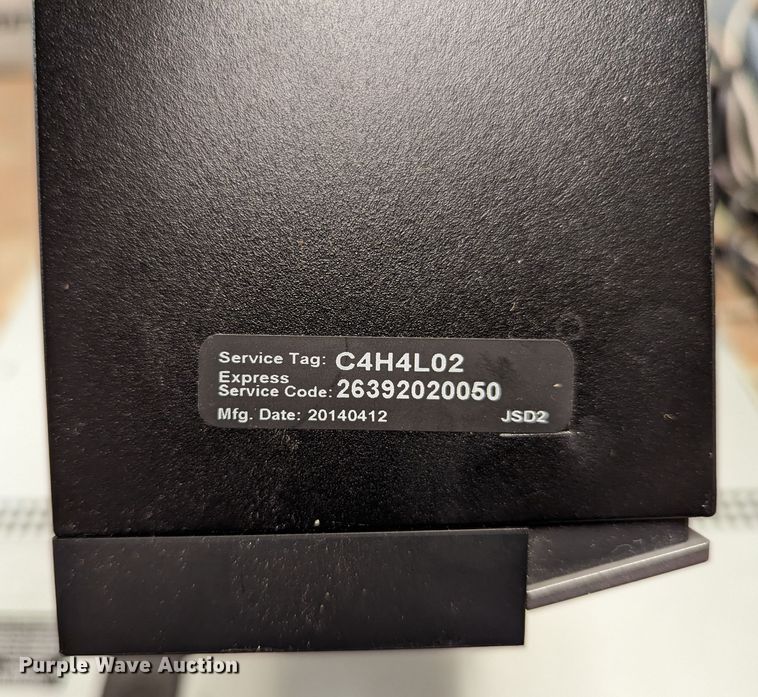 Service Tag: C4H4L02
Express
Service Code: 26392020050
Mfg. Date: 20140412 JSD2
Purple Wave Auction